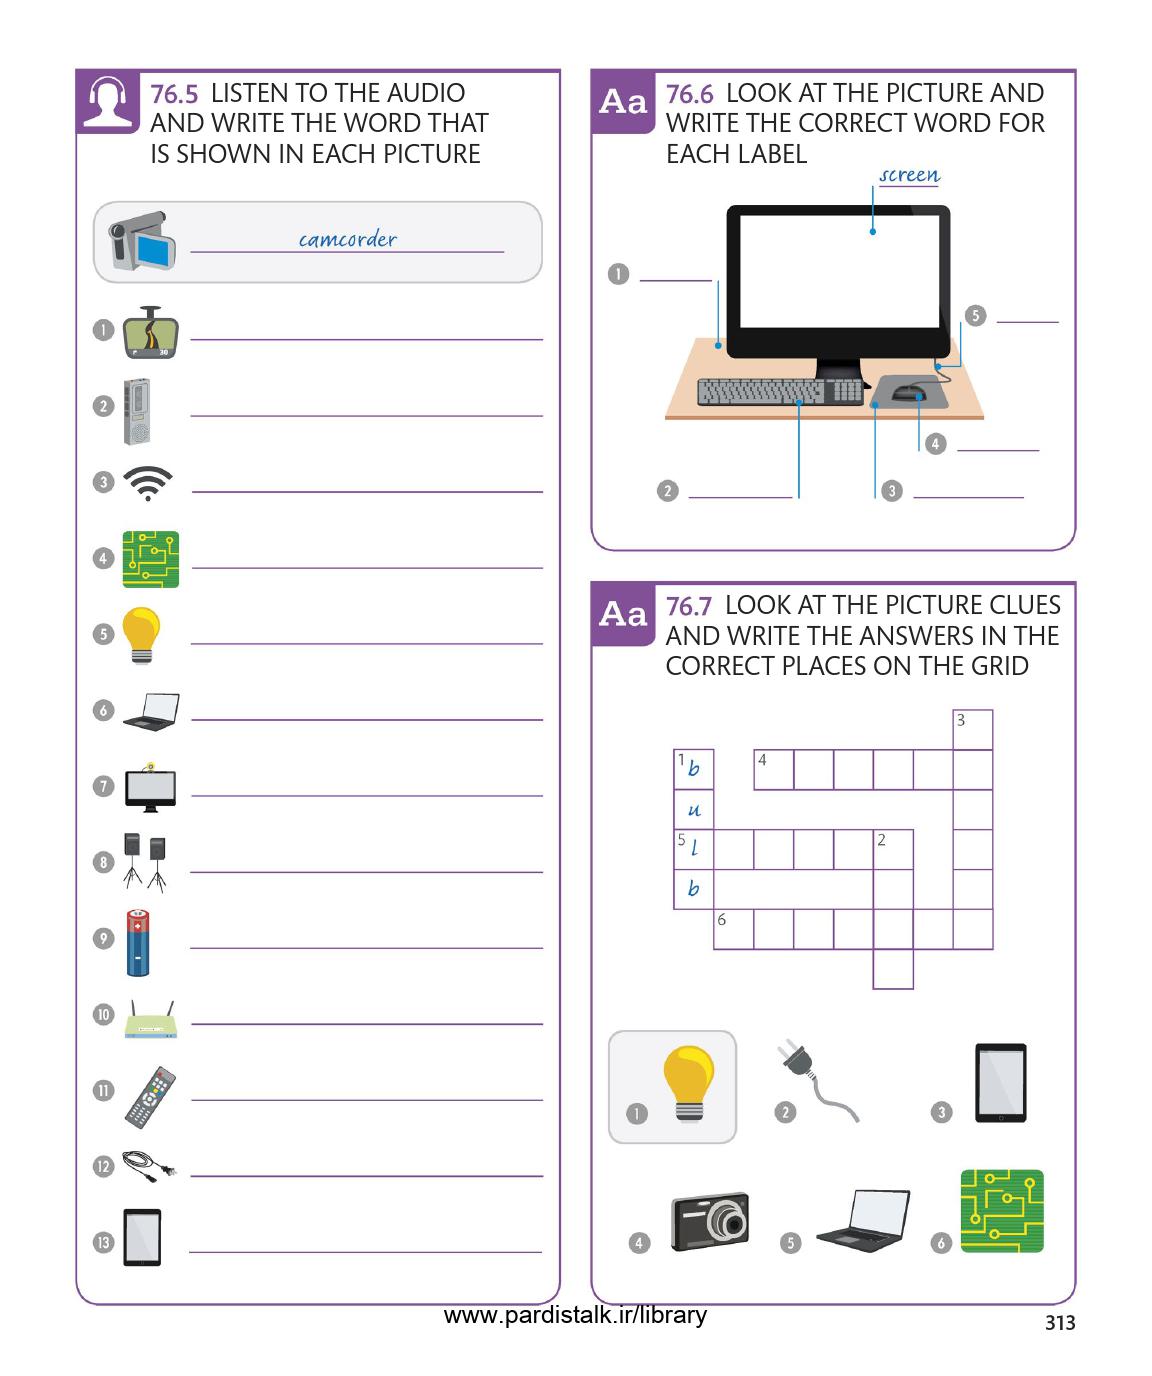 76.5 LISTEN TO THE AUDIO
AND WRITE THE WORD THAT
IS SHOWN IN EACH PICTURE
camcorder
1
30
2
3
4
5
6
7
8
9
10
11
12
13
Aa
76.6 LOOK AT THE PICTURE AND
WRITE THE CORRECT WORD FOR
EACH LABEL
screen
1
5
4
2
3
Aa
76.7 LOOK AT THE PICTURE CLUES
AND WRITE THE ANSWERS IN THE
CORRECT PLACES ON THE GRID
3
1 b
4
u
5 l
2
b
6
1
2
3
4
5
6
www.pardistalk.ir/library
313